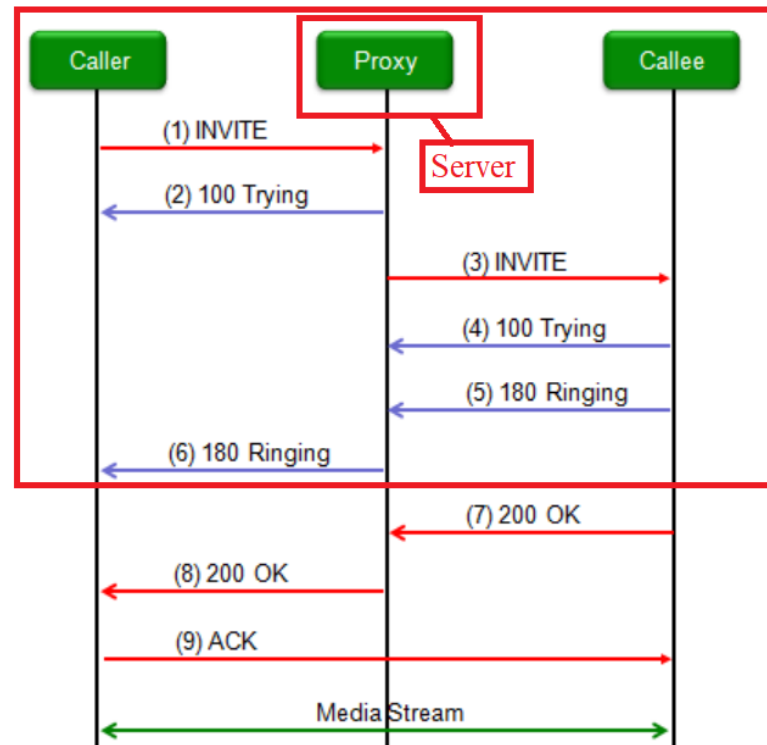 Caller
Proxy
Callee
(1) INVITE
Server
(2) 100 Trying
(3) INVITE
(4) 100 Trying
(5) 180 Ringing
(6) 180 Ringing
(7) 200 OK
(8) 200 OK
(9) ACK
Media Stream